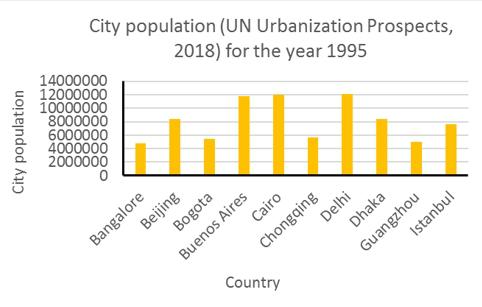 City population (UN Urbanization Prospects,
2018) for the year 1995
City population
14000000
12000000
10000000
8000000
6000000
4000000
2000000
0
Bangalore
Beijing
Bogota
Buenos Aires
Cairo
Chongqing
Delhi
Dhaka
Guangzhou
Istanbul
Country